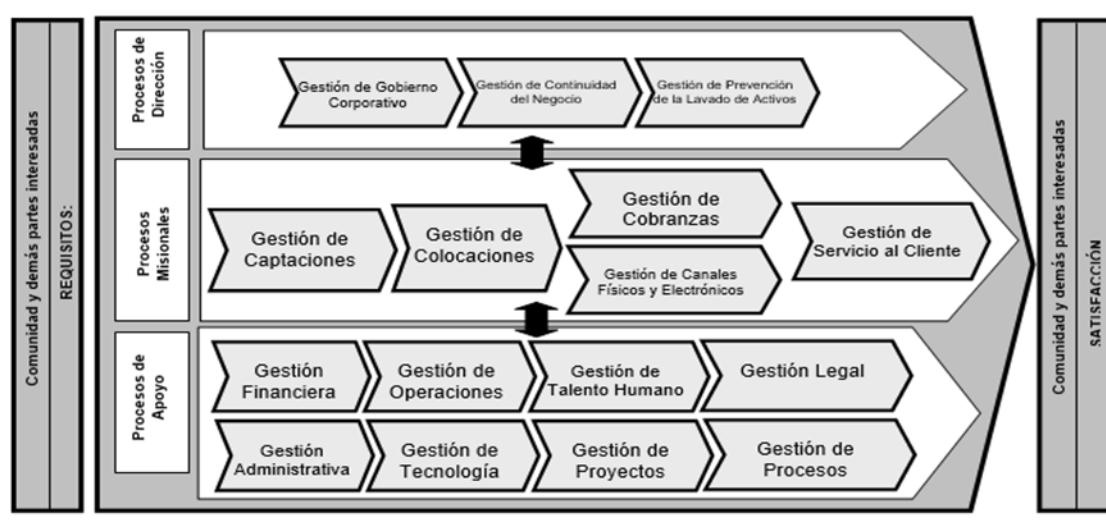 Comunidad y demás partes interesadas
REQUISITOS:
Procesos de
Dirección
Gestión de Gobierno
Corporativo
Gestión de Continuidad
del Negocio
Gestión de Prevención
de la Lavado de Activos
Procesos
Misionales
Gestión de
Captaciones
Gestión de
Colocaciones
Gestión de
Cobranzas
Gestión de Canales
Físicos y Electrónicos
Gestión de
Servicio al Cliente
Procesos de
Apoyo
Gestión
Financiera
Gestión de
Operaciones
Gestión de
Talento Humano
Gestión Legal
Gestión
Administrativa
Gestión de
Tecnología
Gestión de
Proyectos
Gestión de
Procesos
Comunidad y demás partes interesadas
SATISFACCIÓN